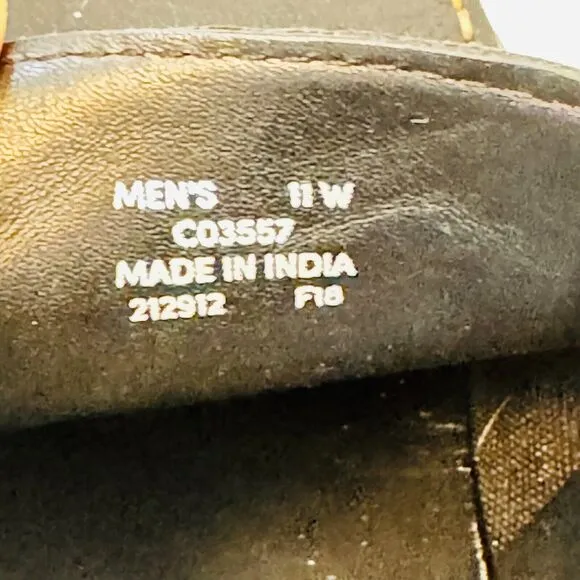 MEN'S 11 W
C03557
MADE IN INDIA
212912 F18